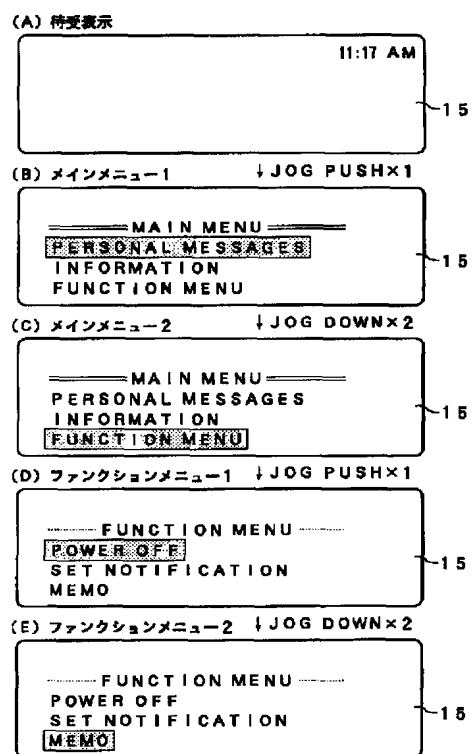 (A) 待受表示
11:17 AM
15
(B) メインメニュー1 ↓JOG PUSH×1
MAIN MENU
PERSONAL MESSAGES
INFORMATION
FUNCTION MENU
15
(C) メインメニュー2 ↓JOG DOWN×2
MAIN MENU
PERSONAL MESSAGES
INFORMATION
FUNCTION MENU
15
(D) ファンクションメニュー1 ↓JOG PUSH×1
FUNCTION MENU
POWER OFF
SET NOTIFICATION
MEMO
15
(E) ファンクションメニュー2 ↓JOG DOWN×2
FUNCTION MENU
POWER OFF
SET NOTIFICATION
MEMO
15